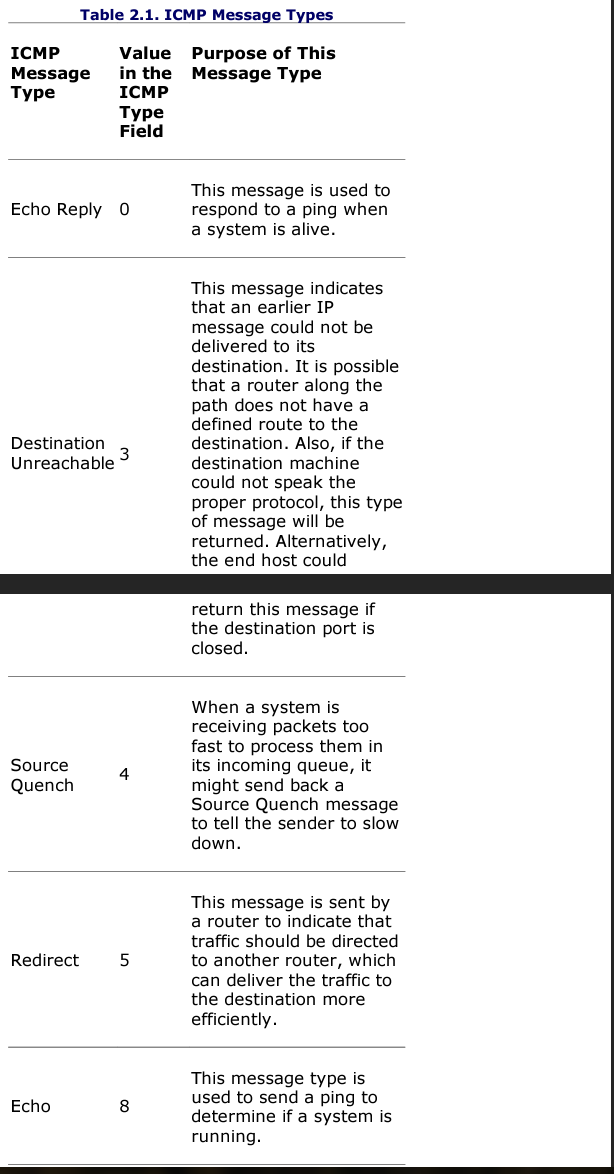 Table 2.1. ICMP Message Types
ICMP Message Type
Value in the ICMP Type Field
Purpose of This Message Type
Echo Reply
0
This message is used to
respond to a ping when
a system is alive.
Destination
Unreachable
3
This message indicates
that an earlier IP
message could not be
delivered to its
destination. It is possible
that a router along the
path does not have a
defined route to the
destination. Also, if the
destination machine
could not speak the
proper protocol, this type
of message will be
returned. Alternatively,
the end host could
return this message if
the destination port is
closed.
Source
Quench
4
When a system is
receiving packets too
fast to process them in
its incoming queue, it
might send back a
Source Quench message
to tell the sender to slow
down.
Redirect
5
This message is sent by
a router to indicate that
traffic should be directed
to another router, which
can deliver the traffic to
the destination more
efficiently.
Echo
8
This message type is
used to send a ping to
determine if a system is
running.